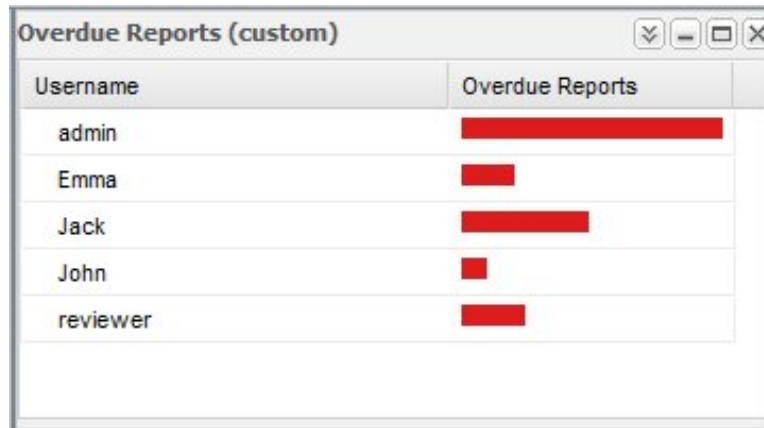 Overdue Reports (custom)
Username Overdue Reports
admin
Emma
Jack
John
reviewer